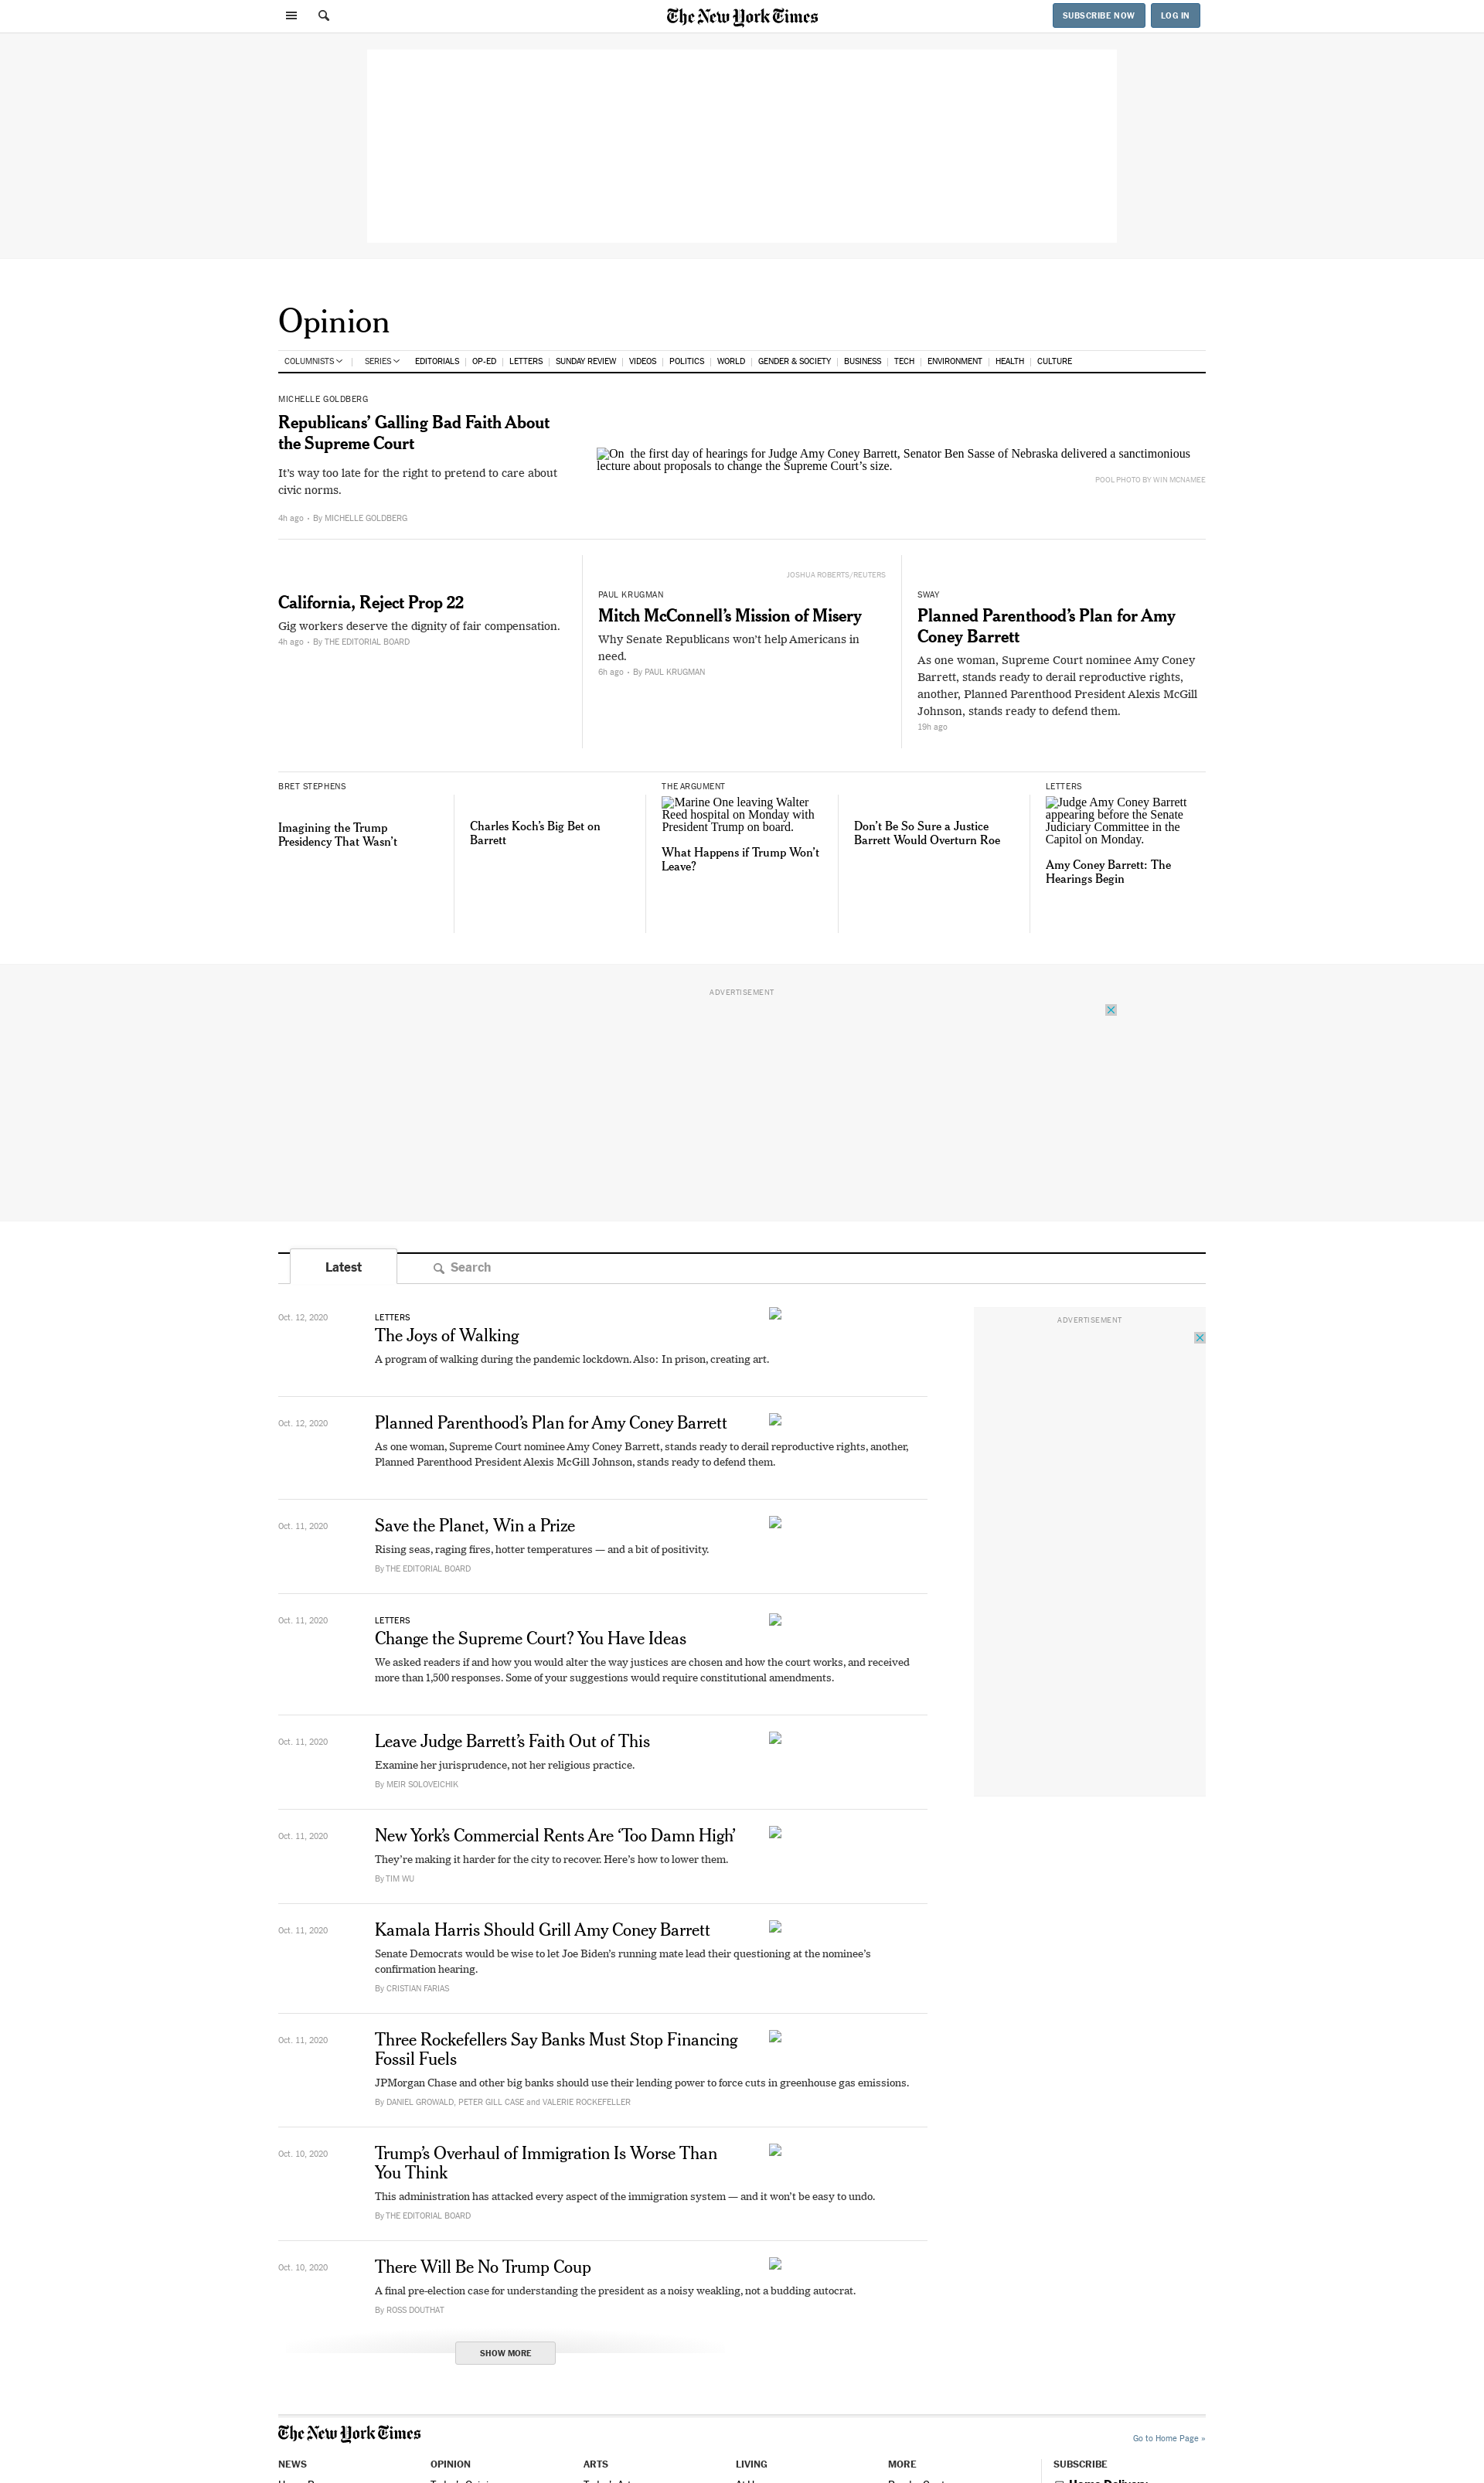 The New York Times
SUBSCRIBE NOW
LOG IN
Opinion
COLUMNISTS
SERIES
EDITORIALS
OP-ED
LETTERS
SUNDAY REVIEW
VIDEOS
POLITICS
WORLD
GENDER & SOCIETY
BUSINESS
TECH
ENVIRONMENT
HEALTH
CULTURE
MICHELLE GOLDBERG
Republicans’ Galling Bad Faith About
the Supreme Court
It’s way too late for the right to pretend to care about
civic norms.
4h ago • By MICHELLE GOLDBERG
On the first day of hearings for Judge Amy Coney Barrett, Senator Ben Sasse of Nebraska delivered a sanctimonious
lecture about proposals to change the Supreme Court’s size.
POOL PHOTO BY WIN MCNAMEE
California, Reject Prop 22
Gig workers deserve the dignity of fair compensation.
4h ago • By THE EDITORIAL BOARD
JOSHUA ROBERTS/REUTERS
PAUL KRUGMAN
Mitch McConnell’s Mission of Misery
Why Senate Republicans won’t help Americans in
need.
6h ago • By PAUL KRUGMAN
SWAY
Planned Parenthood’s Plan for Amy
Coney Barrett
As one woman, Supreme Court nominee Amy Coney
Barrett, stands ready to derail reproductive rights,
another, Planned Parenthood President Alexis McGill
Johnson, stands ready to defend them.
19h ago
BRET STEPHENS
Imagining the Trump
Presidency That Wasn’t
Charles Koch’s Big Bet on
Barrett
THE ARGUMENT
Marine One leaving Walter
Reed hospital on Monday with
President Trump on board.
What Happens if Trump Won’t
Leave?
Don’t Be So Sure a Justice
Barrett Would Overturn Roe
LETTERS
Judge Amy Coney Barrett
appearing before the Senate
Judiciary Committee in the
Capitol on Monday.
Amy Coney Barrett: The
Hearings Begin
ADVERTISEMENT
Latest
Search
Oct. 12, 2020
LETTERS
The Joys of Walking
A program of walking during the pandemic lockdown. Also: In prison, creating art.
ADVERTISEMENT
Oct. 12, 2020
Planned Parenthood’s Plan for Amy Coney Barrett
As one woman, Supreme Court nominee Amy Coney Barrett, stands ready to derail reproductive rights, another,
Planned Parenthood President Alexis McGill Johnson, stands ready to defend them.
Oct. 11, 2020
Save the Planet, Win a Prize
Rising seas, raging fires, hotter temperatures — and a bit of positivity.
By THE EDITORIAL BOARD
Oct. 11, 2020
LETTERS
Change the Supreme Court? You Have Ideas
We asked readers if and how you would alter the way justices are chosen and how the court works, and received
more than 1,500 responses. Some of your suggestions would require constitutional amendments.
Oct. 11, 2020
Leave Judge Barrett’s Faith Out of This
Examine her jurisprudence, not her religious practice.
By MEIR SOLOVEICHIK
Oct. 11, 2020
New York’s Commercial Rents Are ‘Too Damn High’
They’re making it harder for the city to recover. Here’s how to lower them.
By TIM WU
Oct. 11, 2020
Kamala Harris Should Grill Amy Coney Barrett
Senate Democrats would be wise to let Joe Biden’s running mate lead their questioning at the nominee’s
confirmation hearing.
By CRISTIAN FARIAS
Oct. 11, 2020
Three Rockefellers Say Banks Must Stop Financing
Fossil Fuels
JPMorgan Chase and other big banks should use their lending power to force cuts in greenhouse gas emissions.
By DANIEL GROWALD, PETER GILL CASE and VALERIE ROCKEFELLER
Oct. 10, 2020
Trump’s Overhaul of Immigration Is Worse Than
You Think
This administration has attacked every aspect of the immigration system — and it won’t be easy to undo.
By THE EDITORIAL BOARD
Oct. 10, 2020
There Will Be No Trump Coup
A final pre-election case for understanding the president as a noisy weakling, not a budding autocrat.
By ROSS DOUTHAT
SHOW MORE
The New York Times
Go to Home Page »
NEWS
OPINION
ARTS
LIVING
MORE
SUBSCRIBE